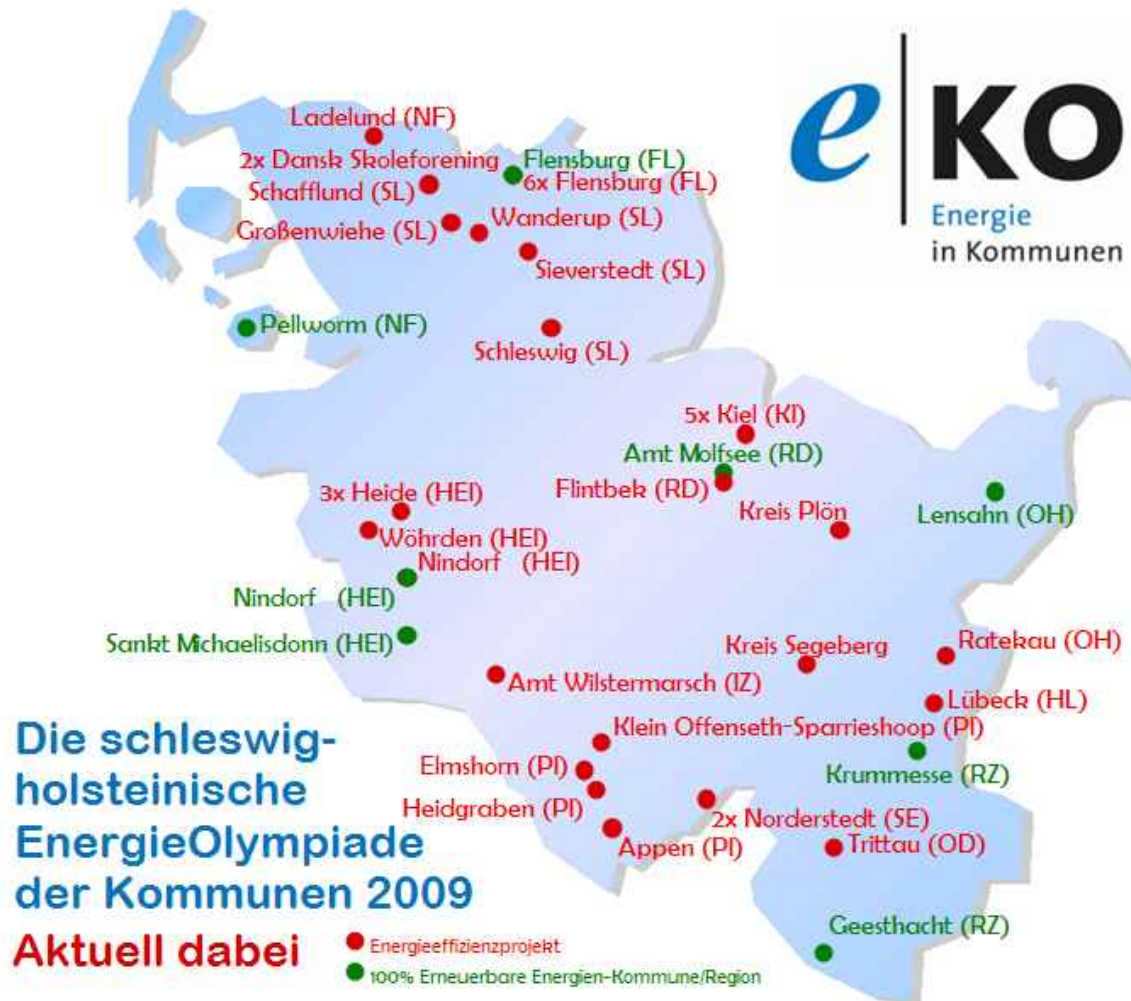 e|KO
Energie
in Kommunen
Ladelund (NF)
2x Dansk Skoleforening
Flensburg (FL)
Schafflund (SL)
6x Flensburg (FL)
Großenwiehe (SL)
Wanderup (SL)
Sieverstedt (SL)
Pellworm (NF)
Schleswig (SL)
5x Kiel (KI)
Amt Molfsee (RD)
Flintbek (RD)
3x Heide (HEI)
Kreis Plön
Lensahn (OH)
Wöhrden (HEI)
Nindorf (HEI)
Nindorf (HEI)
Sankt Michaelisdonn (HEI)
Kreis Segeberg
Ratekau (OH)
Amt Wilstermarsch (IZ)
Lübeck (HL)
Klein Offenseth-Sparrieshoop (PI)
Elmshorn (PI)
Krummesse (RZ)
Heidgraben (PI)
2x Norderstedt (SE)
Appen (PI)
Trittau (OD)
Geesthacht (RZ)
Die schleswig-
holsteinische
EnergieOlympiade
der Kommunen 2009
Aktuell dabei
Energieeffizienzprojekt
100% Erneuerbare Energien-Kommune/Region